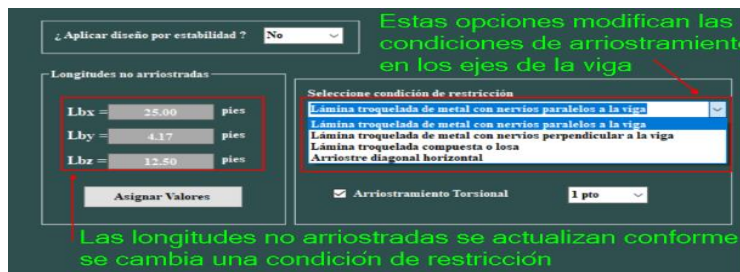 Estas opciones modifican las
condiciones de arriostramiento
en los ejes de la viga
¿ Aplicar diseño por estabilidad ? No
Longitudes no arriostradas
Lbx = 25.00 pies
Lby = 4.17 pies
Lbz = 12.50 pies
Asignar Valores
Seleccione condición de restricción
Lámina troquelada de metal con nervios paralelos a la viga
Lámina troquelada de metal con nervios paralelos a la viga
Lámina troquelada de metal con nervios perpendicular a la viga
Lámina troquelada compuesta o losa
Arriostre diagonal horizontal
Arriostramiento Torsional 1 pto
Las longitudes no arriostradas se actualizan conforme
se cambia una condición de restricción